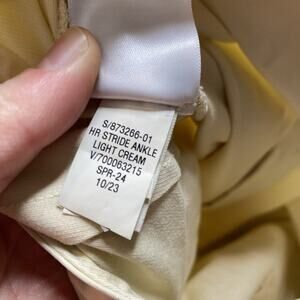 S/873266-01
HR STRIDE ANKLE
LIGHT CREAM
V/700063215
SPR-24
10/23